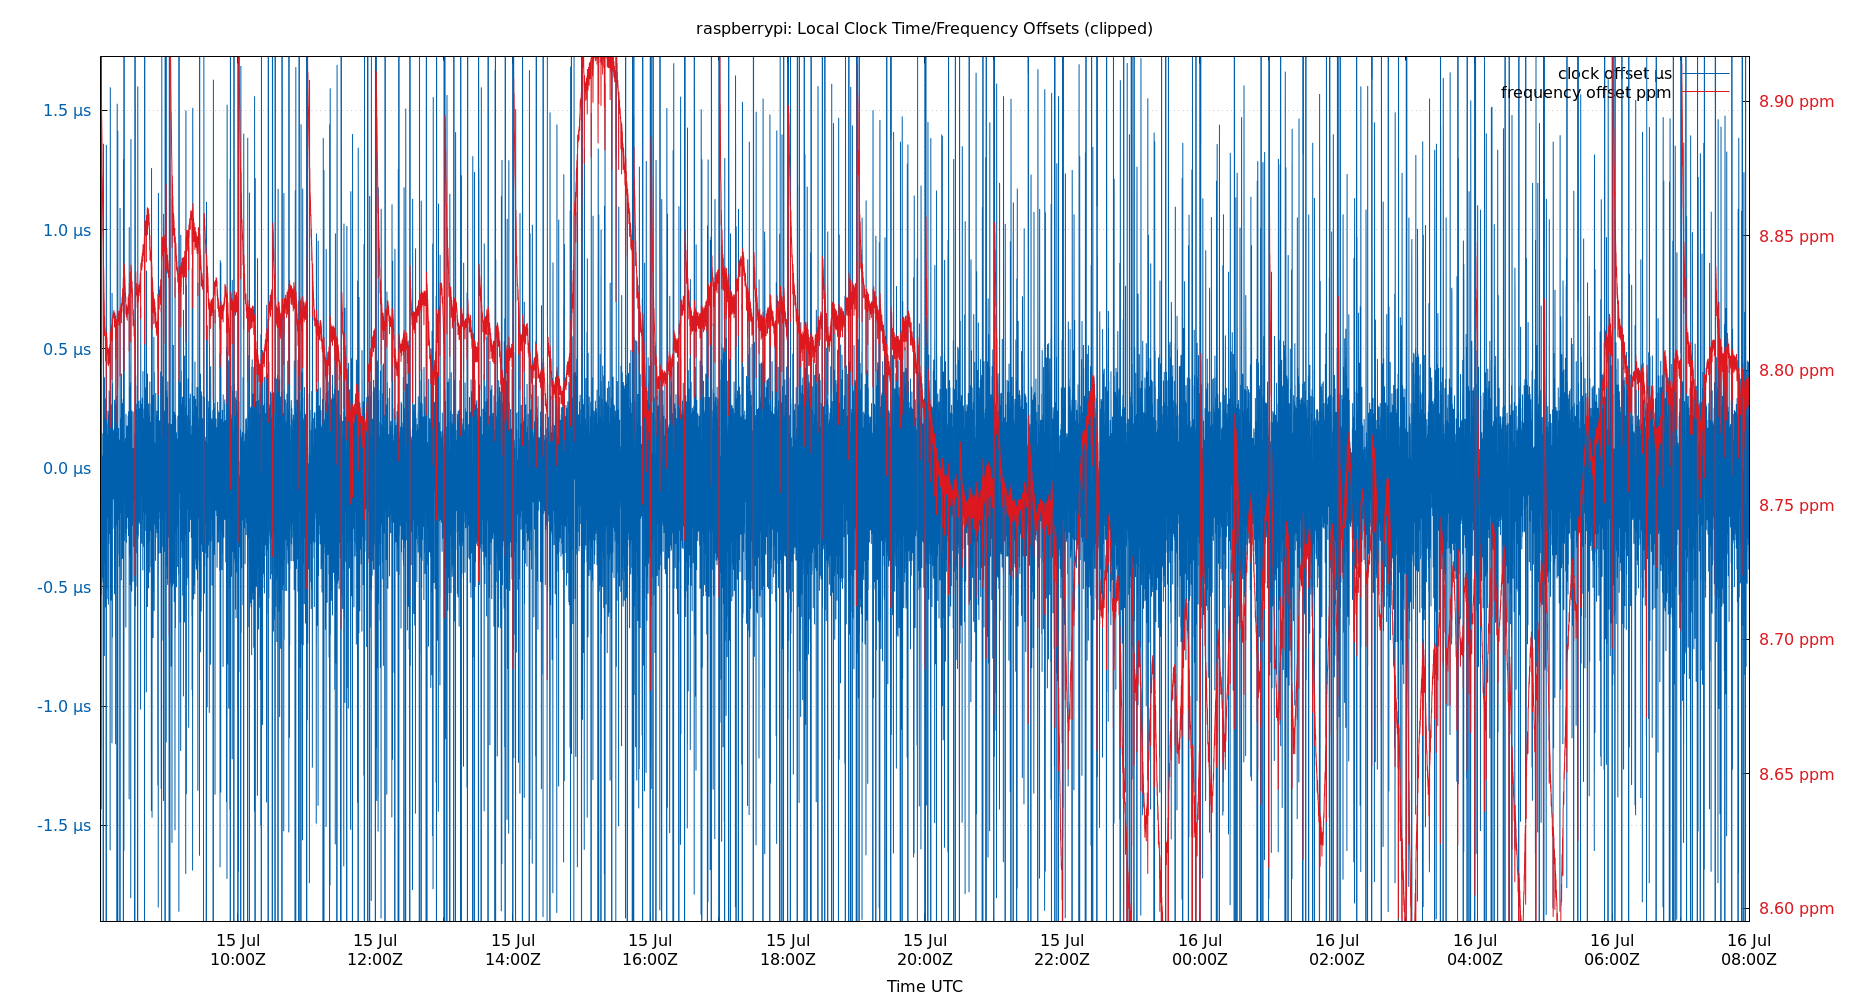 raspberrypi: Local Clock Time/Frequency Offsets (clipped)
clock offset µs
frequency offset ppm
1.5 µs
1.0 µs
0.5 µs
0.0 µs
-0.5 µs
-1.0 µs
-1.5 µs
8.90 ppm
8.85 ppm
8.80 ppm
8.75 ppm
8.70 ppm
8.65 ppm
8.60 ppm
15 Jul
10:00Z
15 Jul
12:00Z
15 Jul
14:00Z
15 Jul
16:00Z
15 Jul
18:00Z
15 Jul
20:00Z
15 Jul
22:00Z
16 Jul
00:00Z
16 Jul
02:00Z
16 Jul
04:00Z
16 Jul
06:00Z
16 Jul
08:00Z
Time UTC